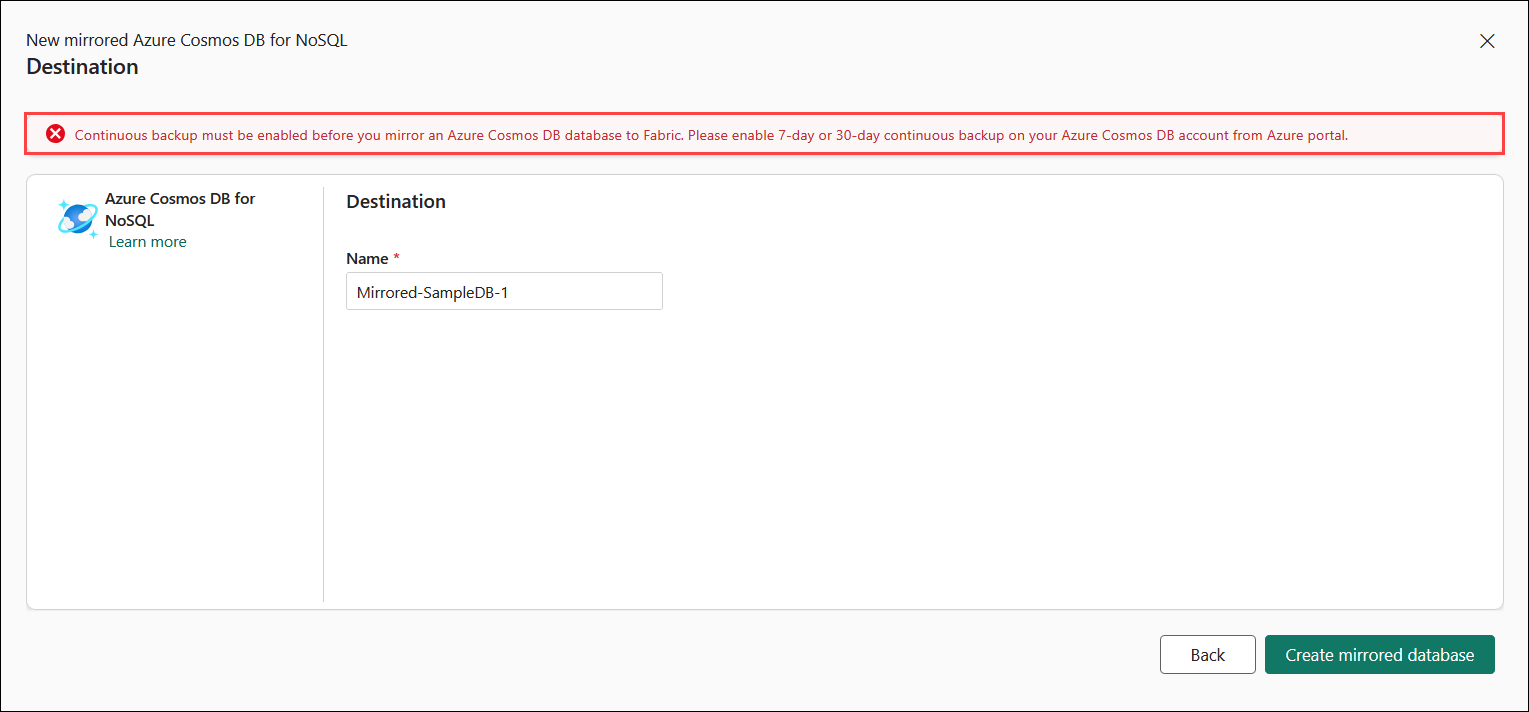 New mirrored Azure Cosmos DB for NoSQL
Destination
Continuous backup must be enabled before you mirror an Azure Cosmos DB database to Fabric. Please enable 7-day or 30-day continuous backup on your Azure Cosmos DB account from Azure portal.
Azure Cosmos DB for
NoSQL
Learn more
Destination
Name *
Mirrored-SampleDB-1
Back
Create mirrored database